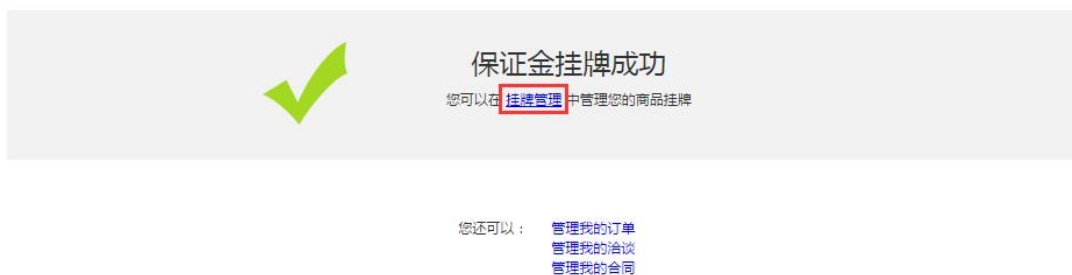 保证金挂牌成功
您可以在 挂牌管理 中管理您的商品挂牌
您还可以： 管理我的订单
管理我的洽谈
管理我的合同